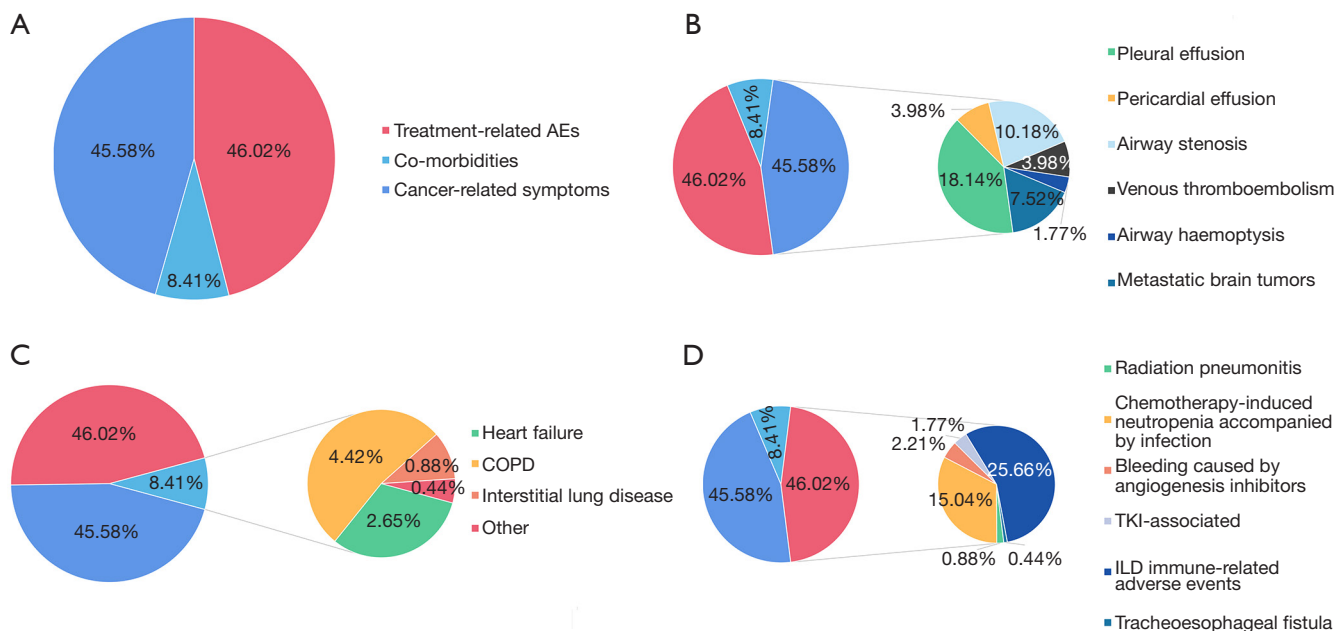 A
45.58%
46.02%
8.41%
Treatment-related AEs
Co-morbidities
Cancer-related symptoms
B
8.41%
46.02%
45.58%
3.98%
10.18%
3.98%
18.14%
7.52%
1.77%
Pleural effusion
Pericardial effusion
Airway stenosis
Venous thromboembolism
Airway haemoptysis
Metastatic brain tumors
C
46.02%
8.41%
45.58%
4.42%
0.88%
0.44%
2.65%
Heart failure
COPD
Interstitial lung disease
Other
D
8.41%
45.58%
46.02%
1.77%
2.21%
25.66%
15.04%
0.88%
0.44%
Radiation pneumonitis
Chemotherapy-induced
neutropenia accompanied
by infection
Bleeding caused by
angiogenesis inhibitors
TKI-associated
ILD immune-related
adverse events
Tracheoesophageal fistula